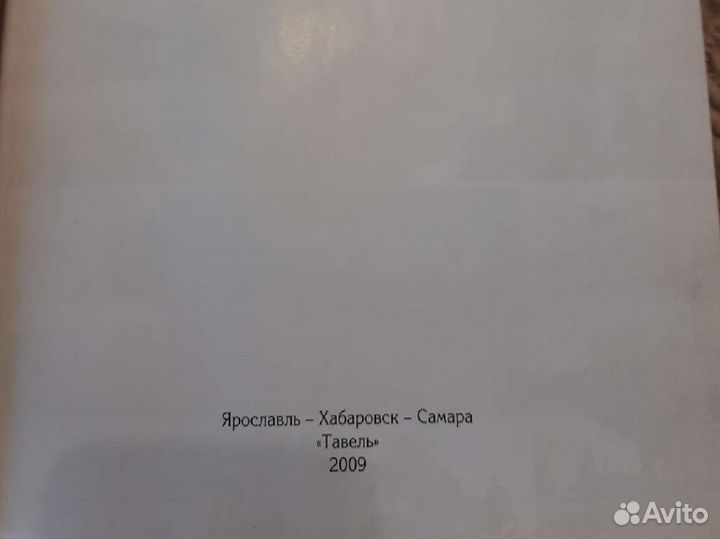 Ярославль – Хабаровск – Самара
«Тавель»
2009
Avito